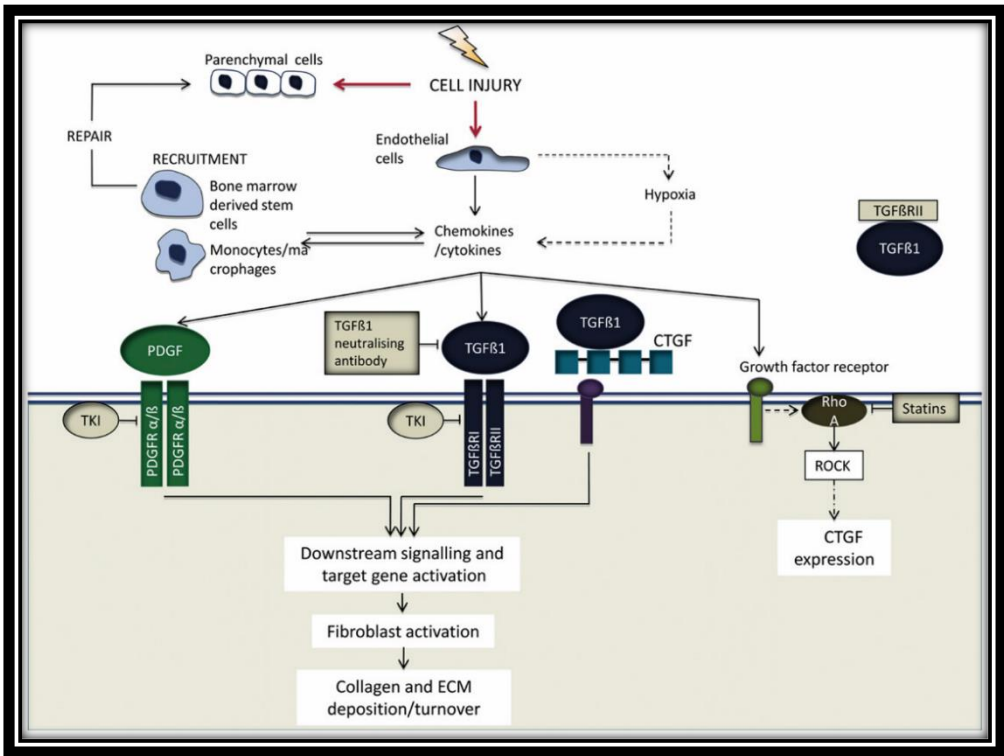 Parenchymal cells
CELL INJURY
REPAIR
Endothelial
cells
RECRUITMENT
Bone marrow
derived stem
cells
Hypoxia
Monocytes/ma
crophages
Chemokines
/cytokines
TGFßRII
TGFß1
PDGF
TGFß1
neutralising
antibody
TGFß1
TGFß1
CTGF
Growth factor receptor
TKI
PDGFR α/ß
PDGFR α/ß
TKI
TGFßRI
TGFßRII
Rho
A
Statins
ROCK
CTGF
expression
Downstream signalling and
target gene activation
Fibroblast activation
Collagen and ECM
deposition/turnover